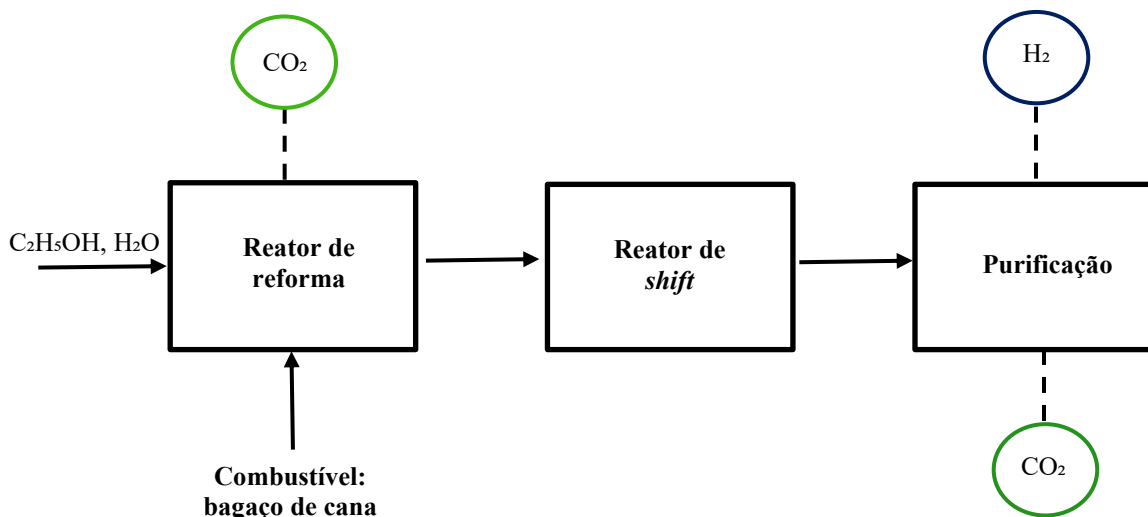 CO₂
H₂
C₂H₅OH, H₂O
Reator de
reforma
Reator de
shift
Purificação
Combustível:
bagaço de cana
CO₂